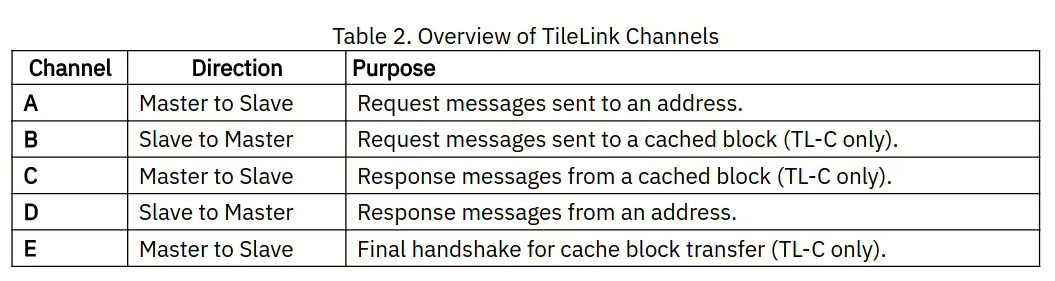 Table 2. Overview of TileLink Channels
Channel Direction Purpose
A Master to Slave Request messages sent to an address.
B Slave to Master Request messages sent to a cached block (TL-C only).
C Master to Slave Response messages from a cached block (TL-C only).
D Slave to Master Response messages from an address.
E Master to Slave Final handshake for cache block transfer (TL-C only).